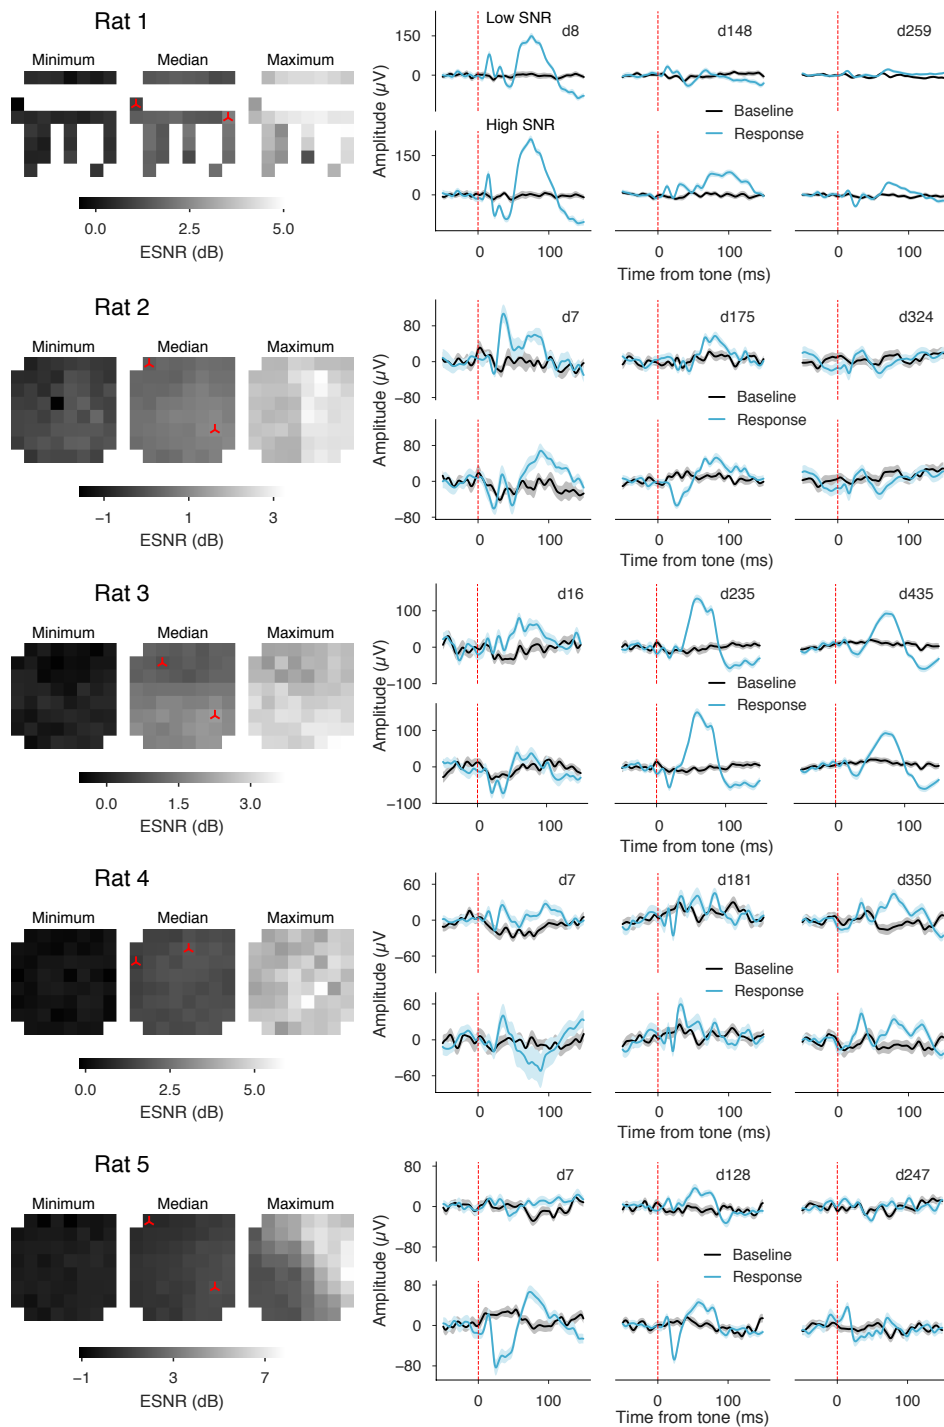 Rat 1
Minimum Median Maximum
0.0 2.5 5.0
ESNR (dB)
Low SNR
d8 d148 d259
150
0
High SNR
150
0
Amplitude (µV)
Baseline
Response
0 100 0 100 0 100
Time from tone (ms)
Rat 2
Minimum Median Maximum
−1 1 3
ESNR (dB)
d7 d175 d324
80
0
−80
80
0
−80
Amplitude (µV)
Baseline
Response
0 100 0 100 0 100
Time from tone (ms)
Rat 3
Minimum Median Maximum
0.0 1.5 3.0
ESNR (dB)
d16 d235 d435
100
0
−100
100
0
−100
Amplitude (µV)
Baseline
Response
0 100 0 100 0 100
Time from tone (ms)
Rat 4
Minimum Median Maximum
0.0 2.5 5.0
ESNR (dB)
d7 d181 d350
60
0
−60
60
0
−60
Amplitude (µV
Baseline
Response
0 100 0 100 0 100
Time from tone (ms)
Rat 5
Minimum Median Maximum
−1 3 7
ESNR (dB)
d7 d128 d247
80
0
−80
80
0
−80
Amplitude (µV)
Baseline
Response
0 100 0 100 0 100
Time from tone (ms)